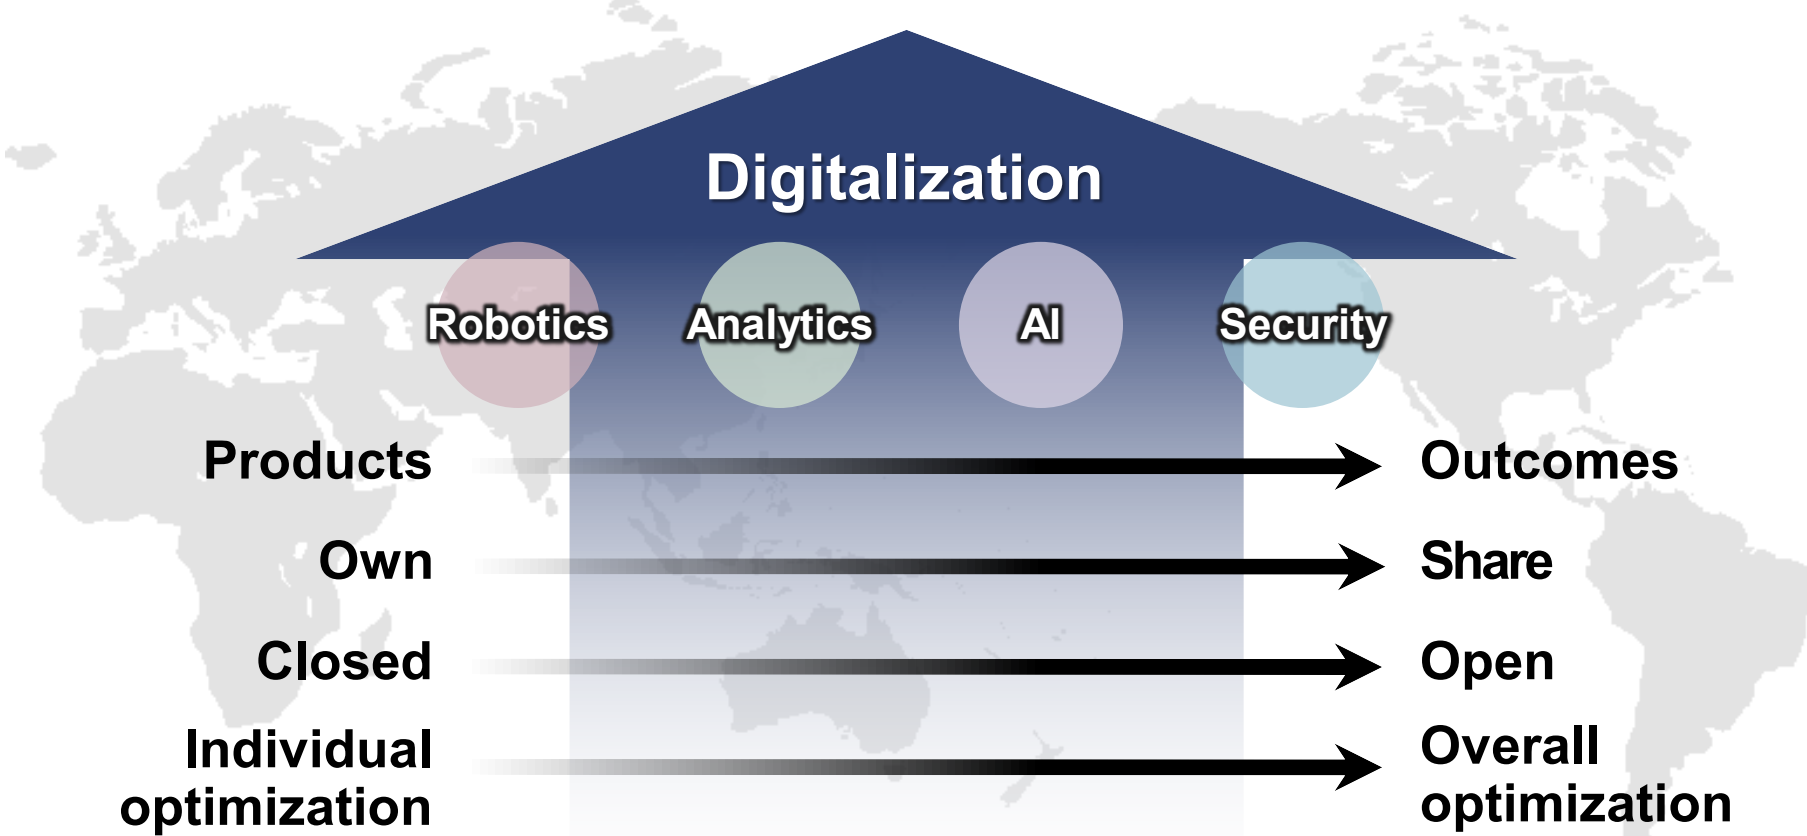 Digitalization
Robotics
Analytics
AI
Security
Products
Outcomes
Own
Share
Closed
Open
Individual
optimization
Overall
optimization